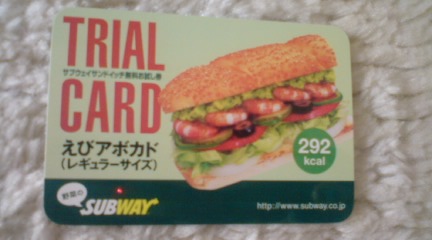 TRIAL
サブウェイサンドイッチ無料お試し券
CARD
えびアボカド
(レギュラーサイズ)
292
kcal
野菜の
SUBWAY
http://www.subway.co.jp